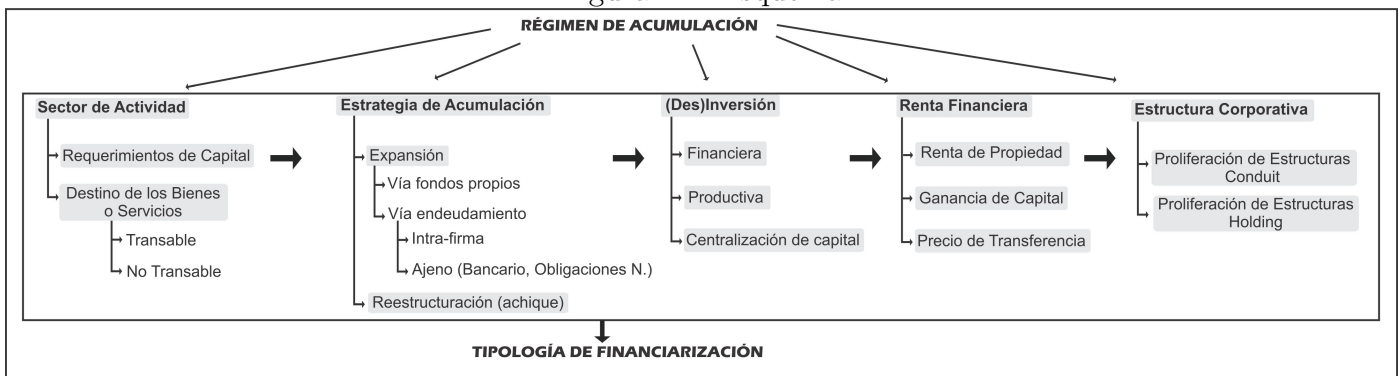 RÉGIMEN DE ACUMULACIÓN
Sector de Actividad
Requerimientos de Capital
Destino de los Bienes
o Servicios
Transable
No Transable
Estrategia de Acumulación
Expansión
Vía fondos propios
Vía endeudamiento
Intra-firma
Ajeno (Bancario, Obligaciones N.)
Reestructuración (achique)
(Des)Inversión
Financiera
Productiva
Centralización de capital
Renta Financiera
Renta de Propiedad
Ganancia de Capital
Precio de Transferencia
Estructura Corporativa
Proliferación de Estructuras
Conduit
Proliferación de Estructuras
Holding
TIPOLOGÍA DE FINANCIARIZACIÓN